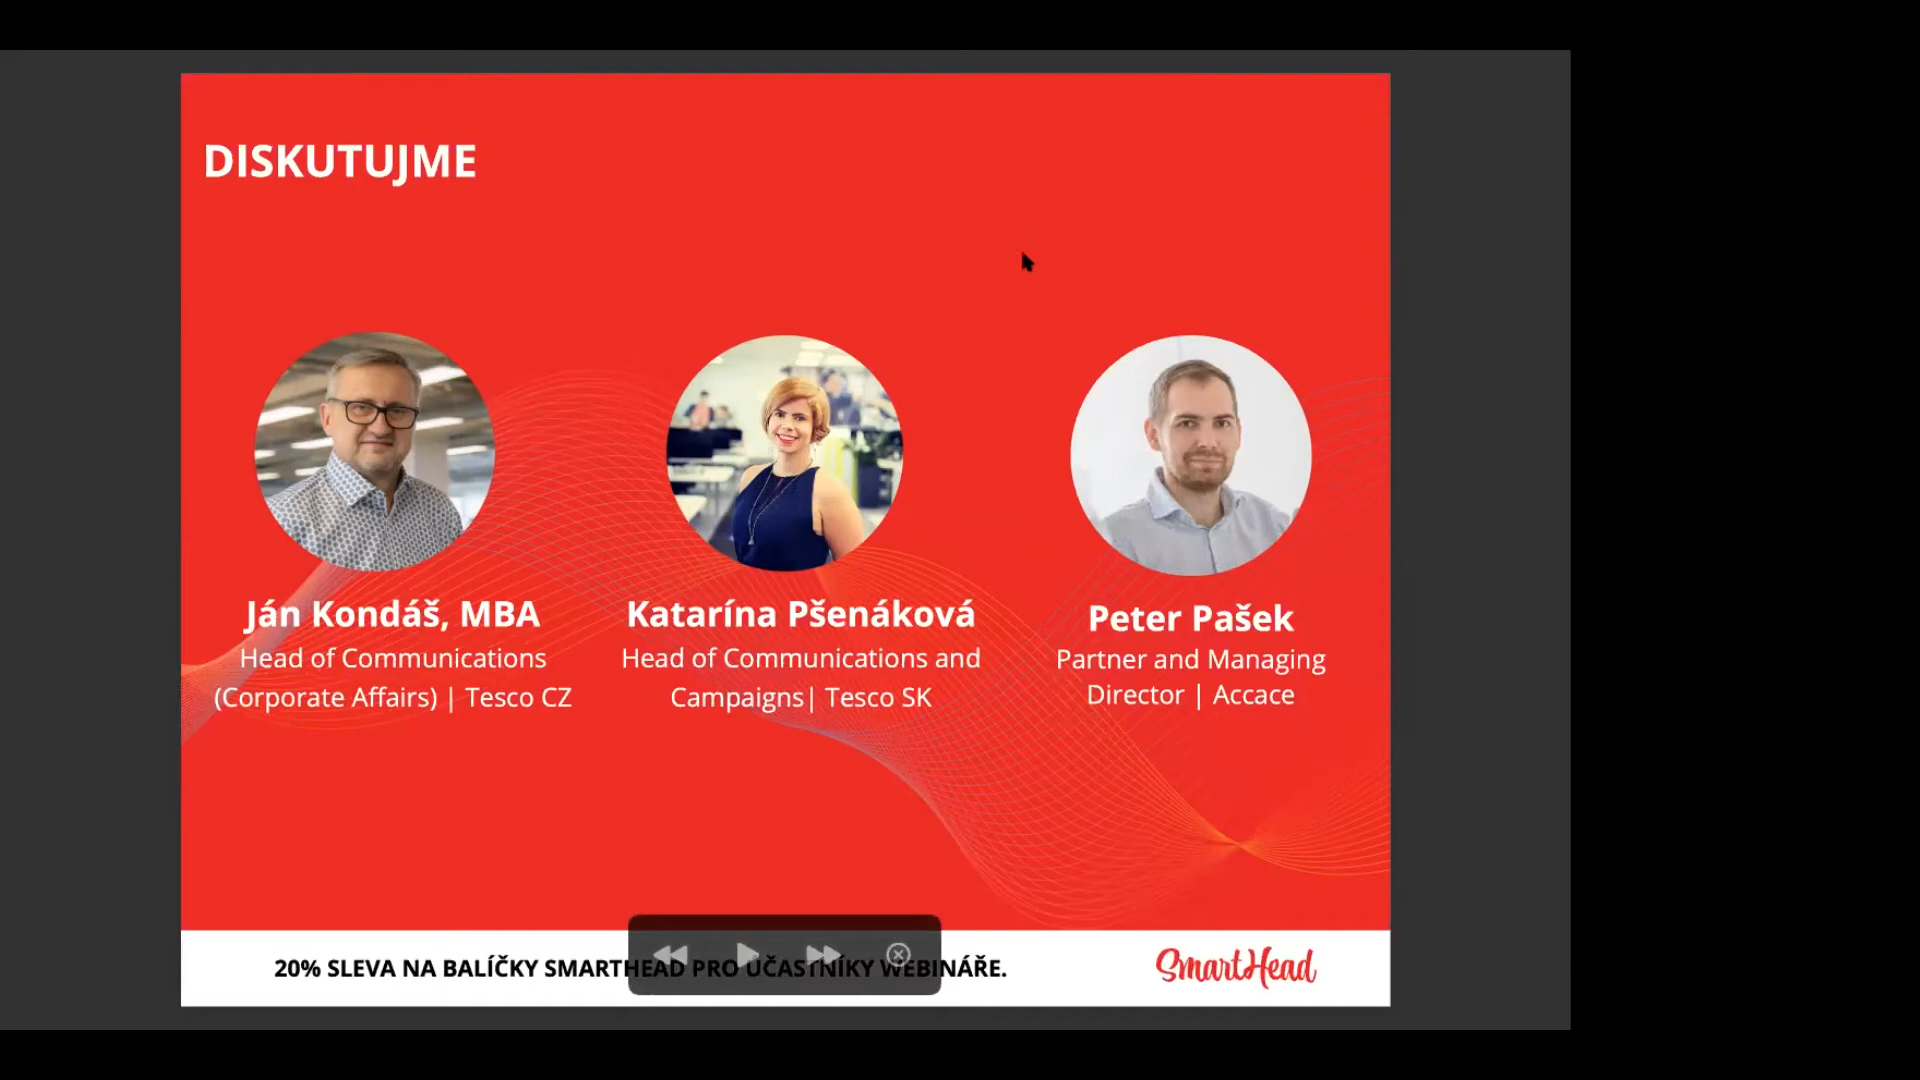 DISKUTUJME
Ján Kondáš, MBA
Head of Communications
(Corporate Affairs) | Tesco CZ
Katarína Pšenáková
Head of Communications and
Campaigns| Tesco SK
Peter Pašek
Partner and Managing
Director | Accace
20% SLEVA NA BALÍČKY SMARTHEAD PRO ÚČASTNÍKY WEBINÁŘE.
SmartHead